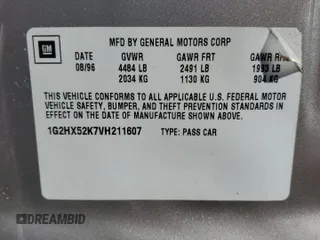 GM
MFD BY GENERAL MOTORS CORP
DATE GVWR GAWR FRT GAWR
08/96 4484 LB 2491 LB 1993 LB
2034 KG 1130 KG 904 KG
THIS VEHICLE CONFORMS TO ALL APPLICABLE U.S. FEDERAL MOTOR
VEHICLE SAFETY, BUMPER, AND THEFT PREVENTION STANDARDS IN
EFFECT ON THE DATE OF MANUFACTURE SHOWN ABOVE.
1G2HX52K7VH211607 TYPE: PASS CAR
DREAMBID